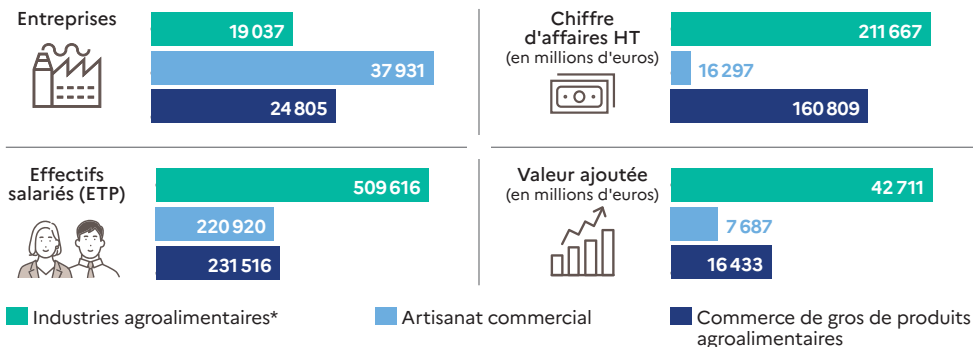 Entreprises
19 037
37 931
24 805
Chiffre
d'affaires HT
(en millions d'euros)
211 667
16 297
160 809
Effectifs
salariés (ETP)
509 616
220 920
231 516
Valeur ajoutée
(en millions d'euros)
42 711
7 687
16 433
Industries agroalimentaires*
Artisanat commercial
Commerce de gros de produits
agroalimentaires